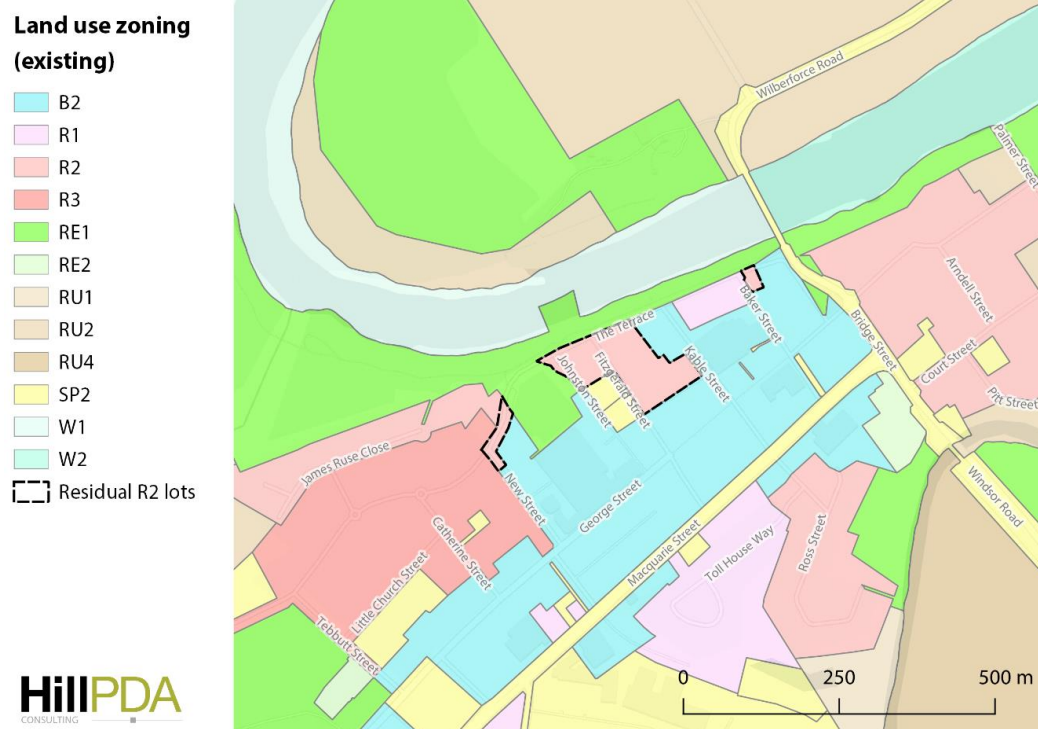 Land use zoning
(existing)
B2
R1
R2
R3
RE1
RE2
RU1
RU2
RU4
SP2
W1
W2
Residual R2 lots
HillPDA
CONSULTING
Wilberforce Road
Palmer Street
Arndell Street
Bridge Street
Baker Street
The Terrace
Kable Street
Court Street
Fitzgerald Street
Johnston Street
Pitt Street
James Ruse Close
New Street
George Street
Windsor Road
Catherine Street
Macquarie Street
Toll House Way
Ross Street
Little Church Street
Tebbutt Street
0 250 500 m